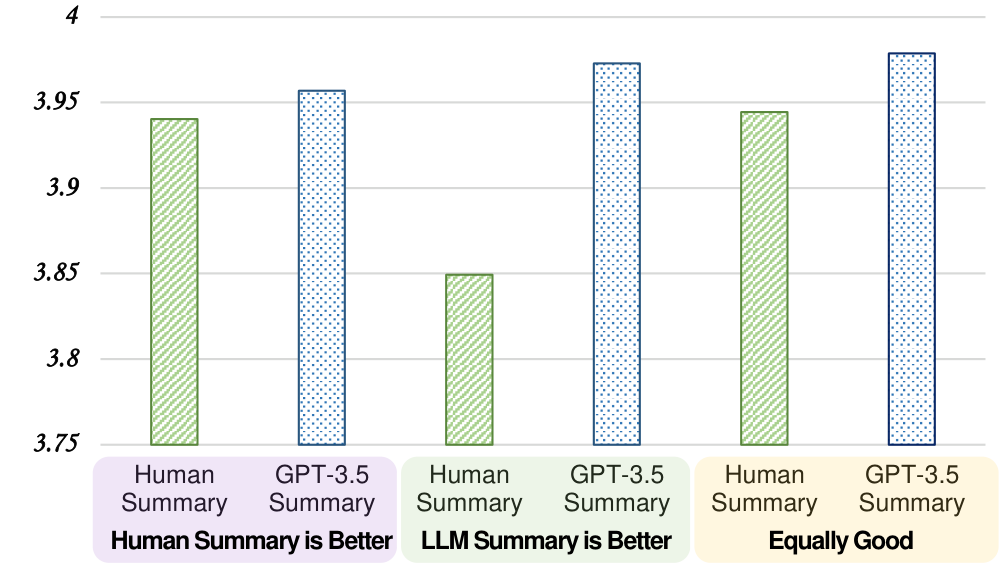 4
3.95
3.9
3.85
3.8
3.75
Human Summary
GPT-3.5 Summary
Human Summary
GPT-3.5 Summary
Human Summary
GPT-3.5 Summary
Human Summary is Better
LLM Summary is Better
Equally Good